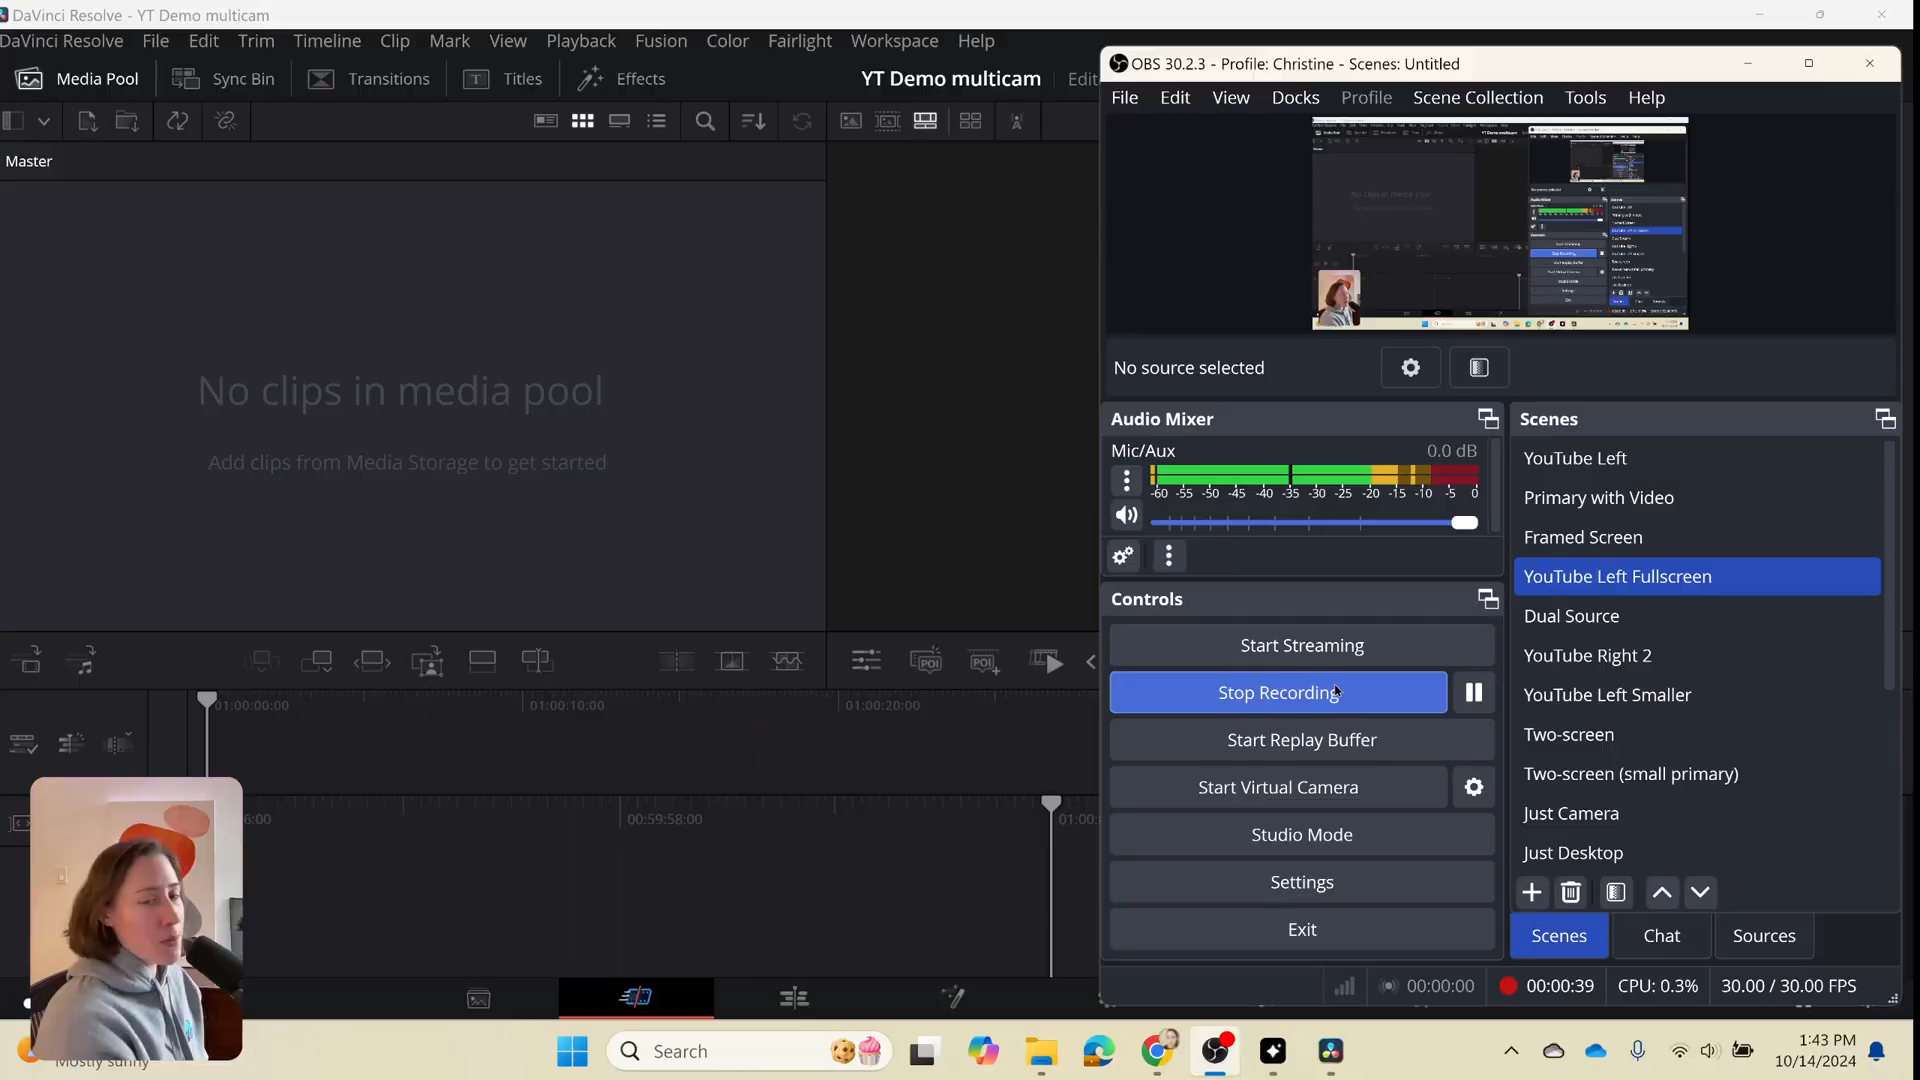 DaVinci Resolve - YT Demo multicam
DaVinci Resolve File Edit Trim Timeline Clip Mark View Playback Fusion Color Fairlight Workspace Help
Media Pool Sync Bin Transitions Titles Effects YT Demo multicam
Master
No clips in media pool
Add clips from Media Storage to get started
POI POI
01:00:00:00 01:00:10:00 01:00:20:00
00:59:58:00
OBS 30.2.3 - Profile: Christine - Scenes: Untitled
File Edit View Docks Profile Scene Collection Tools Help
No source selected
Audio Mixer
Mic/Aux 0.0 dB
-60 -55 -50 -45 -40 -35 -30 -25 -20 -15 -10 -5 0
Controls
Start Streaming
Stop Recording
Start Replay Buffer
Start Virtual Camera
Studio Mode
Settings
Exit
Scenes
YouTube Left
Primary with Video
Framed Screen
YouTube Left Fullscreen
Dual Source
YouTube Right 2
YouTube Left Smaller
Two-screen
Two-screen (small primary)
Just Camera
Just Desktop
Scenes Chat Sources
00:00:00 00:00:39 CPU: 0.3% 30.00 / 30.00 FPS
Mostly sunny
Search
1:43 PM
10/14/2024